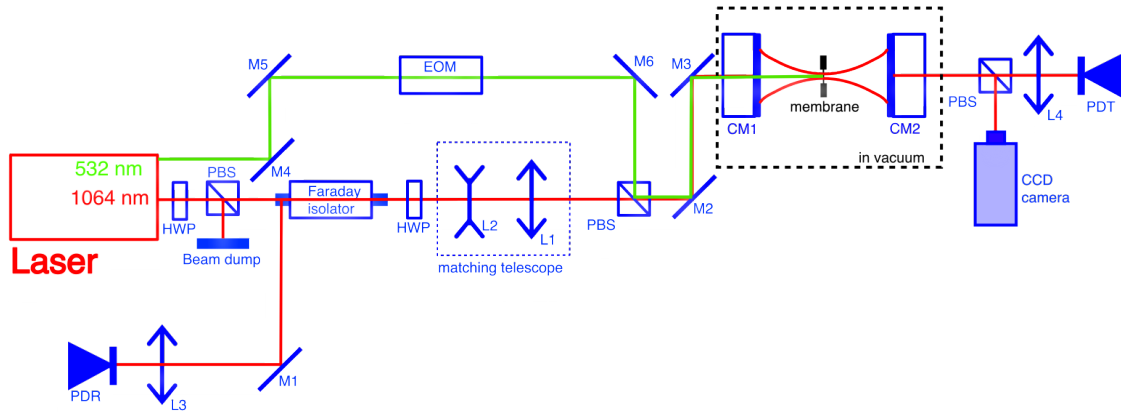 M5
EOM
M6
M3
membrane
CM1
CM2
in vacuum
PBS
L4
PDT
CCD
camera
532 nm
1064 nm
Laser
M4
HWP
PBS
Beam dump
Faraday
isolator
HWP
L2
L1
matching telescope
PBS
M2
PDR
L3
M1